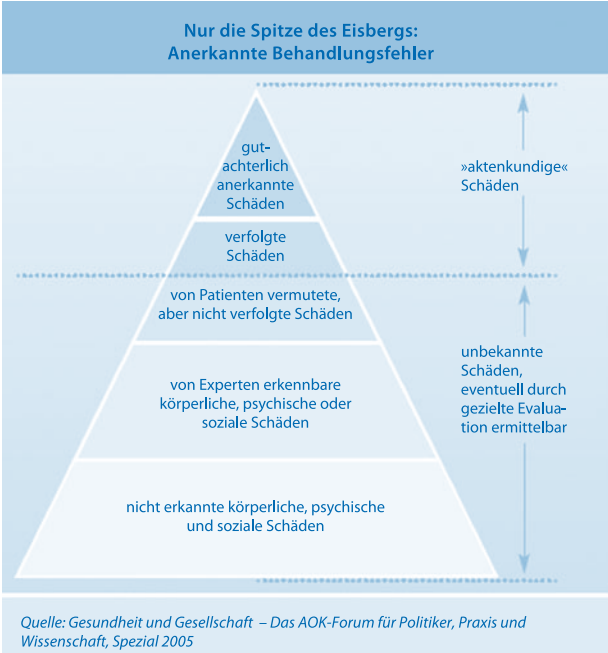 Nur die Spitze des Eisbergs:
Anerkannte Behandlungsfehler
gut-
achterlich
anerkannte
Schäden
»aktenkundige«
Schäden
verfolgte
Schäden
von Patienten vermutete,
aber nicht verfolgte Schäden
unbekannte
Schäden,
eventuell durch
gezielte Evalua-
tion ermittelbar
von Experten erkennbare
körperliche, psychische oder
soziale Schäden
nicht erkannte körperliche, psychische
und soziale Schäden
Quelle: Gesundheit und Gesellschaft – Das AOK-Forum für Politiker, Praxis und
Wissenschaft, Spezial 2005